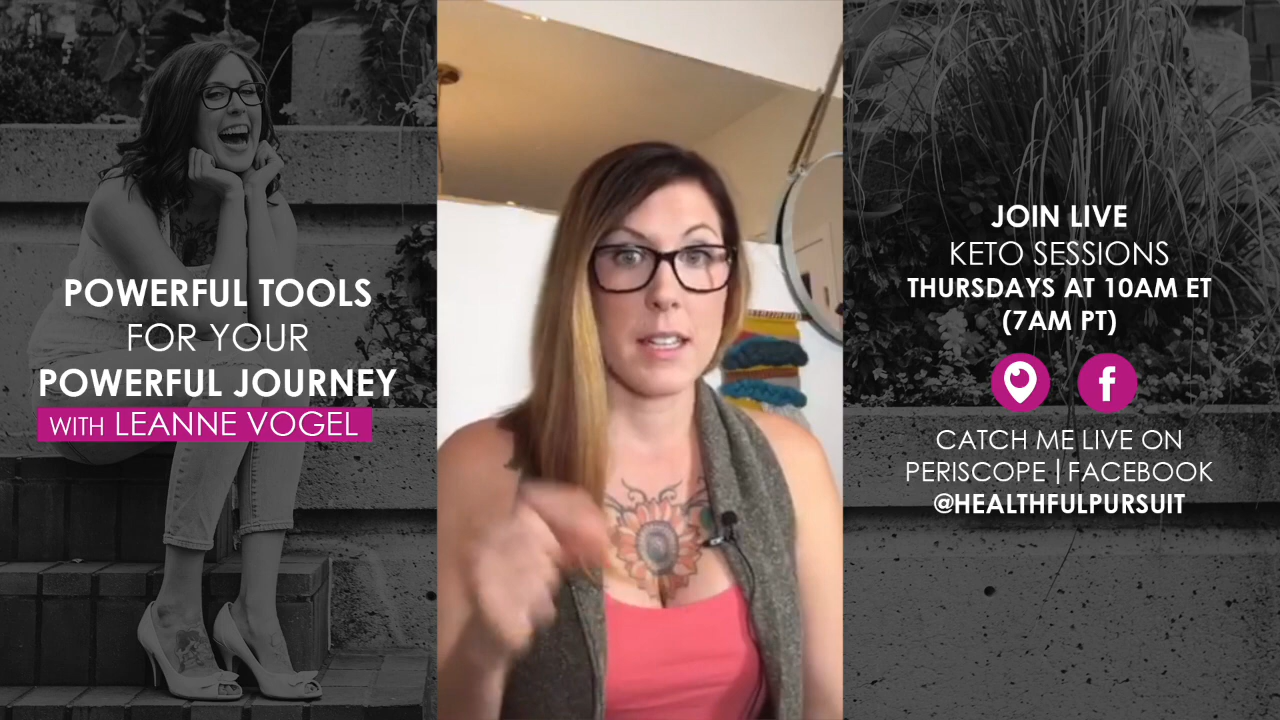 POWERFUL TOOLS
FOR YOUR
POWERFUL JOURNEY
WITH LEANNE VOGEL
JOIN LIVE
KETO SESSIONS
THURSDAYS AT 10AM ET
(7AM PT)
CATCH ME LIVE ON
PERISCOPE | FACEBOOK
@HEALTHFULPURSUIT